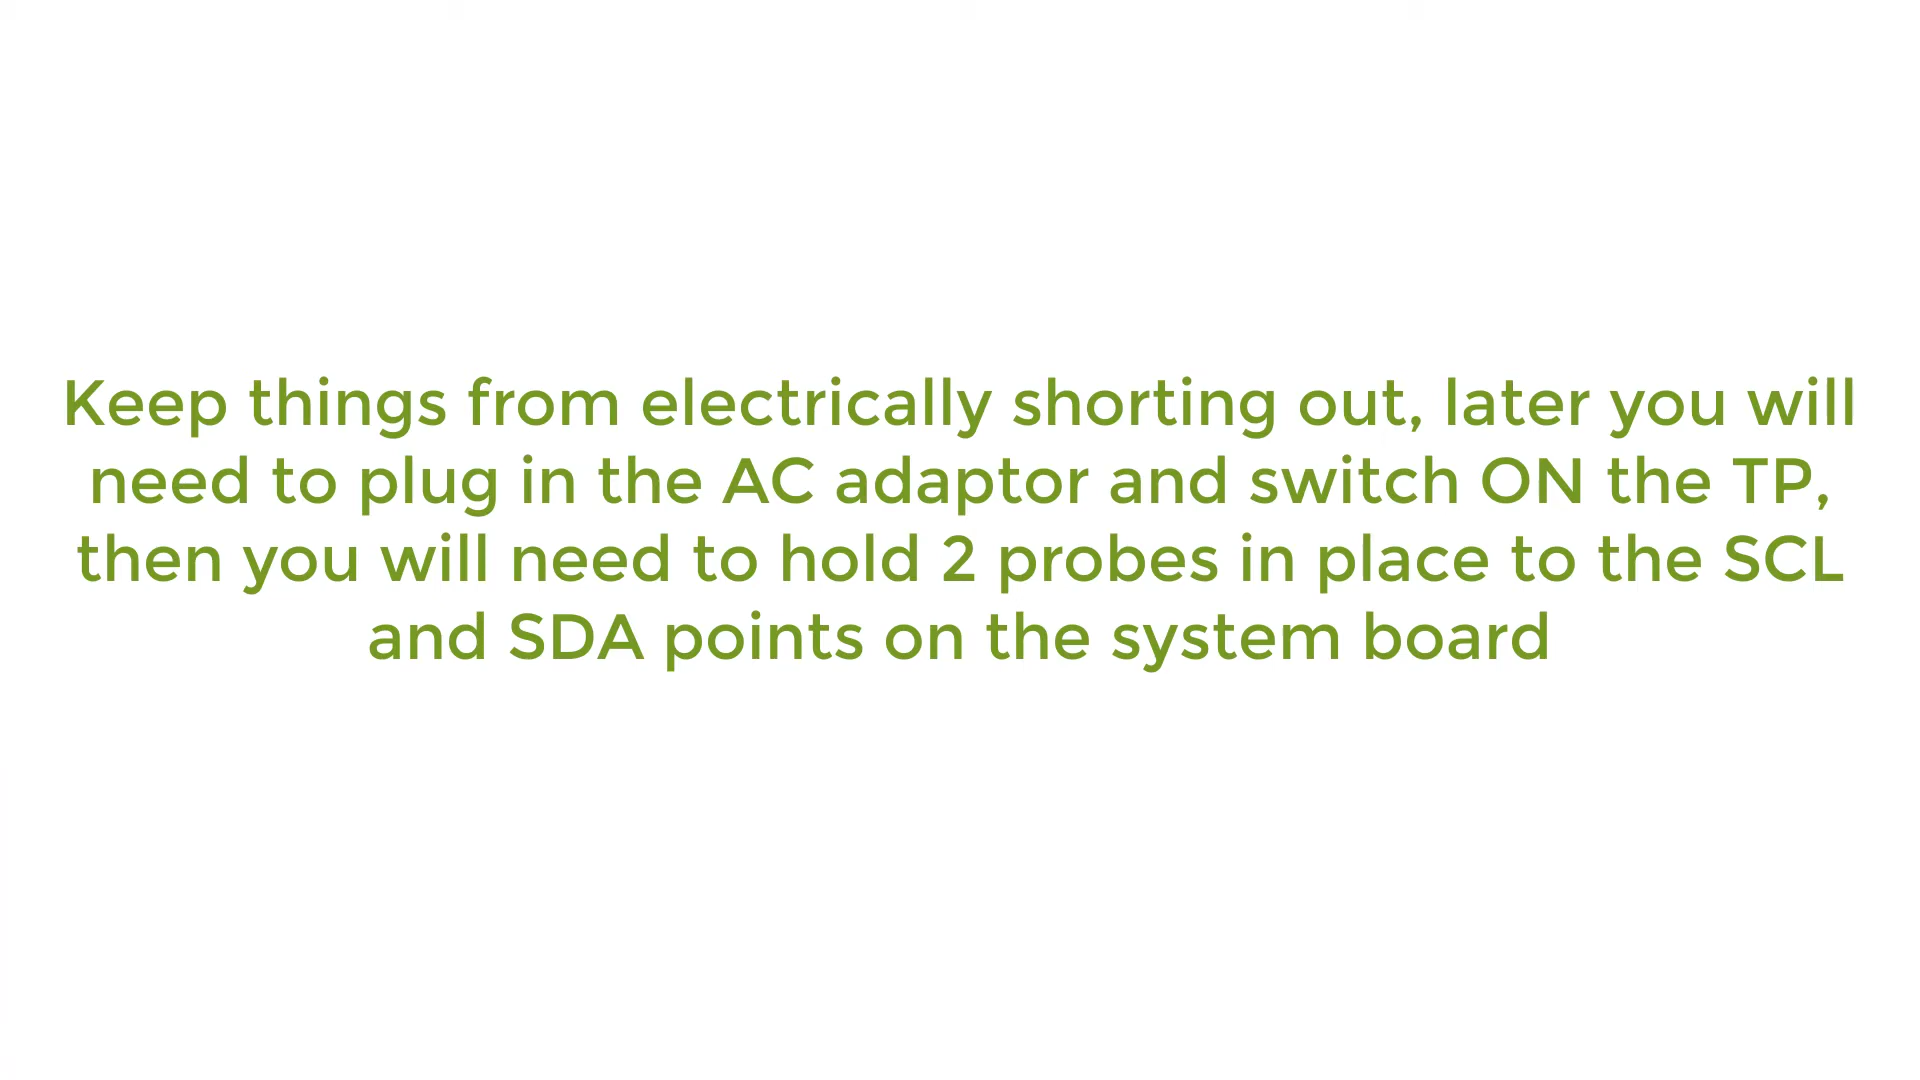 Keep things from electrically shorting out, later you will
need to plug in the AC adaptor and switch ON the TP,
then you will need to hold 2 probes in place to the SCL
and SDA points on the system board